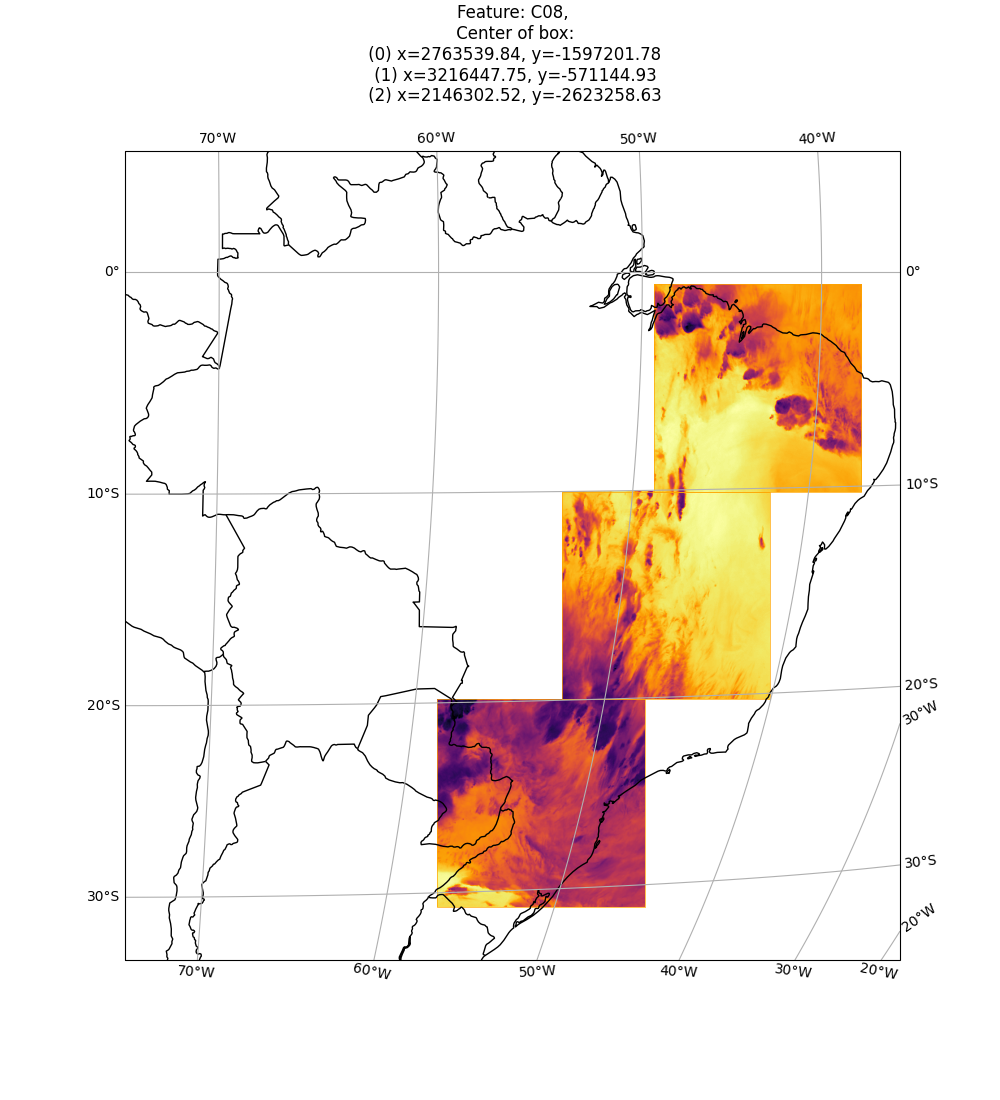 Feature: C08,
Center of box:
(0) x=2763539.84, y=-1597201.78
(1) x=3216447.75, y=-571144.93
(2) x=2146302.52, y=-2623258.63
70°W 60°W 50°W 40°W
0° 0°
10°S 10°S
20°S 20°S
30°W
30°S 30°S
20°W
70°W 60°W 50°W 40°W 30°W 20°W